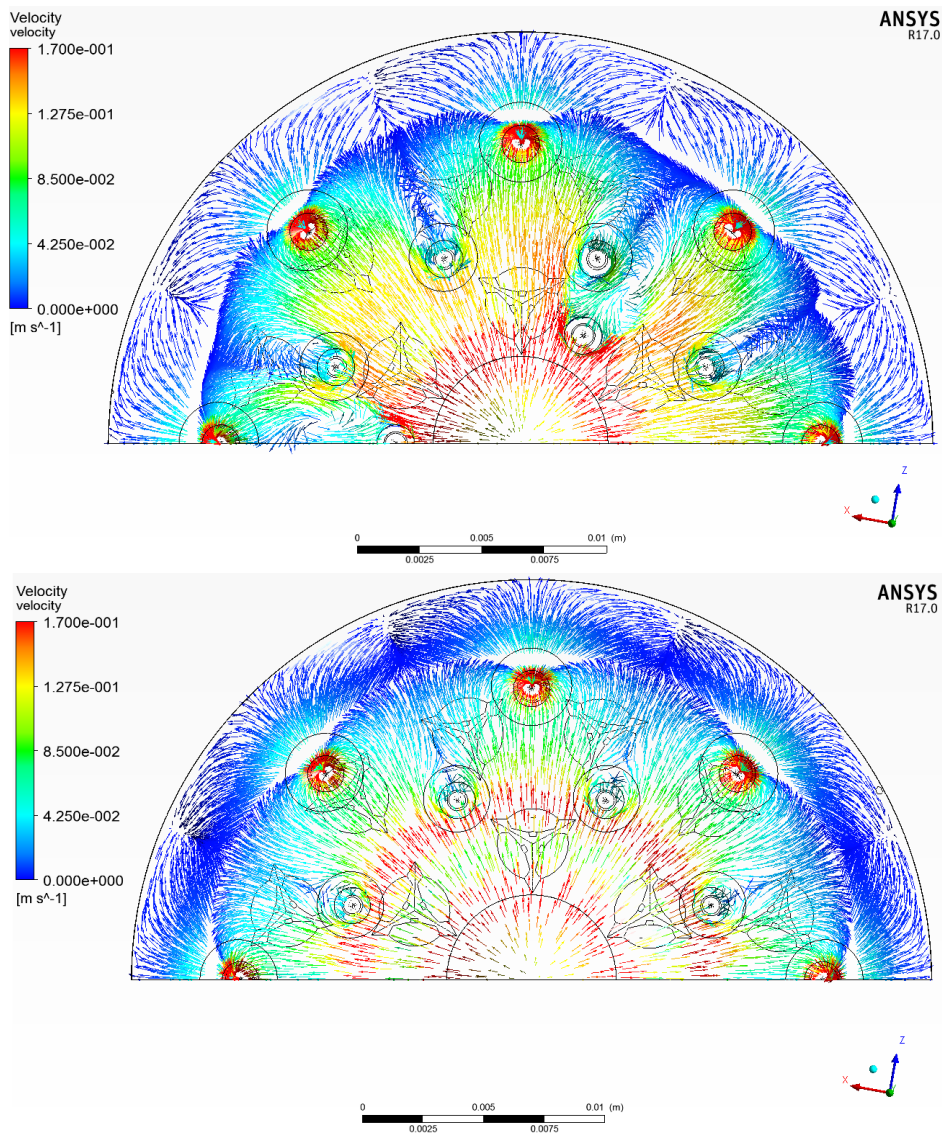 Velocity
velocity
ANSYS
R17.0
1.700e-001
1.275e-001
8.500e-002
4.250e-002
0.000e+000
[m s^-1]
Z
X
0 0.005 0.01 (m)
0.0025 0.0075
Velocity
velocity
ANSYS
R17.0
1.700e-001
1.275e-001
8.500e-002
4.250e-002
0.000e+000
[m s^-1]
Z
X
0 0.005 0.01 (m)
0.0025 0.0075